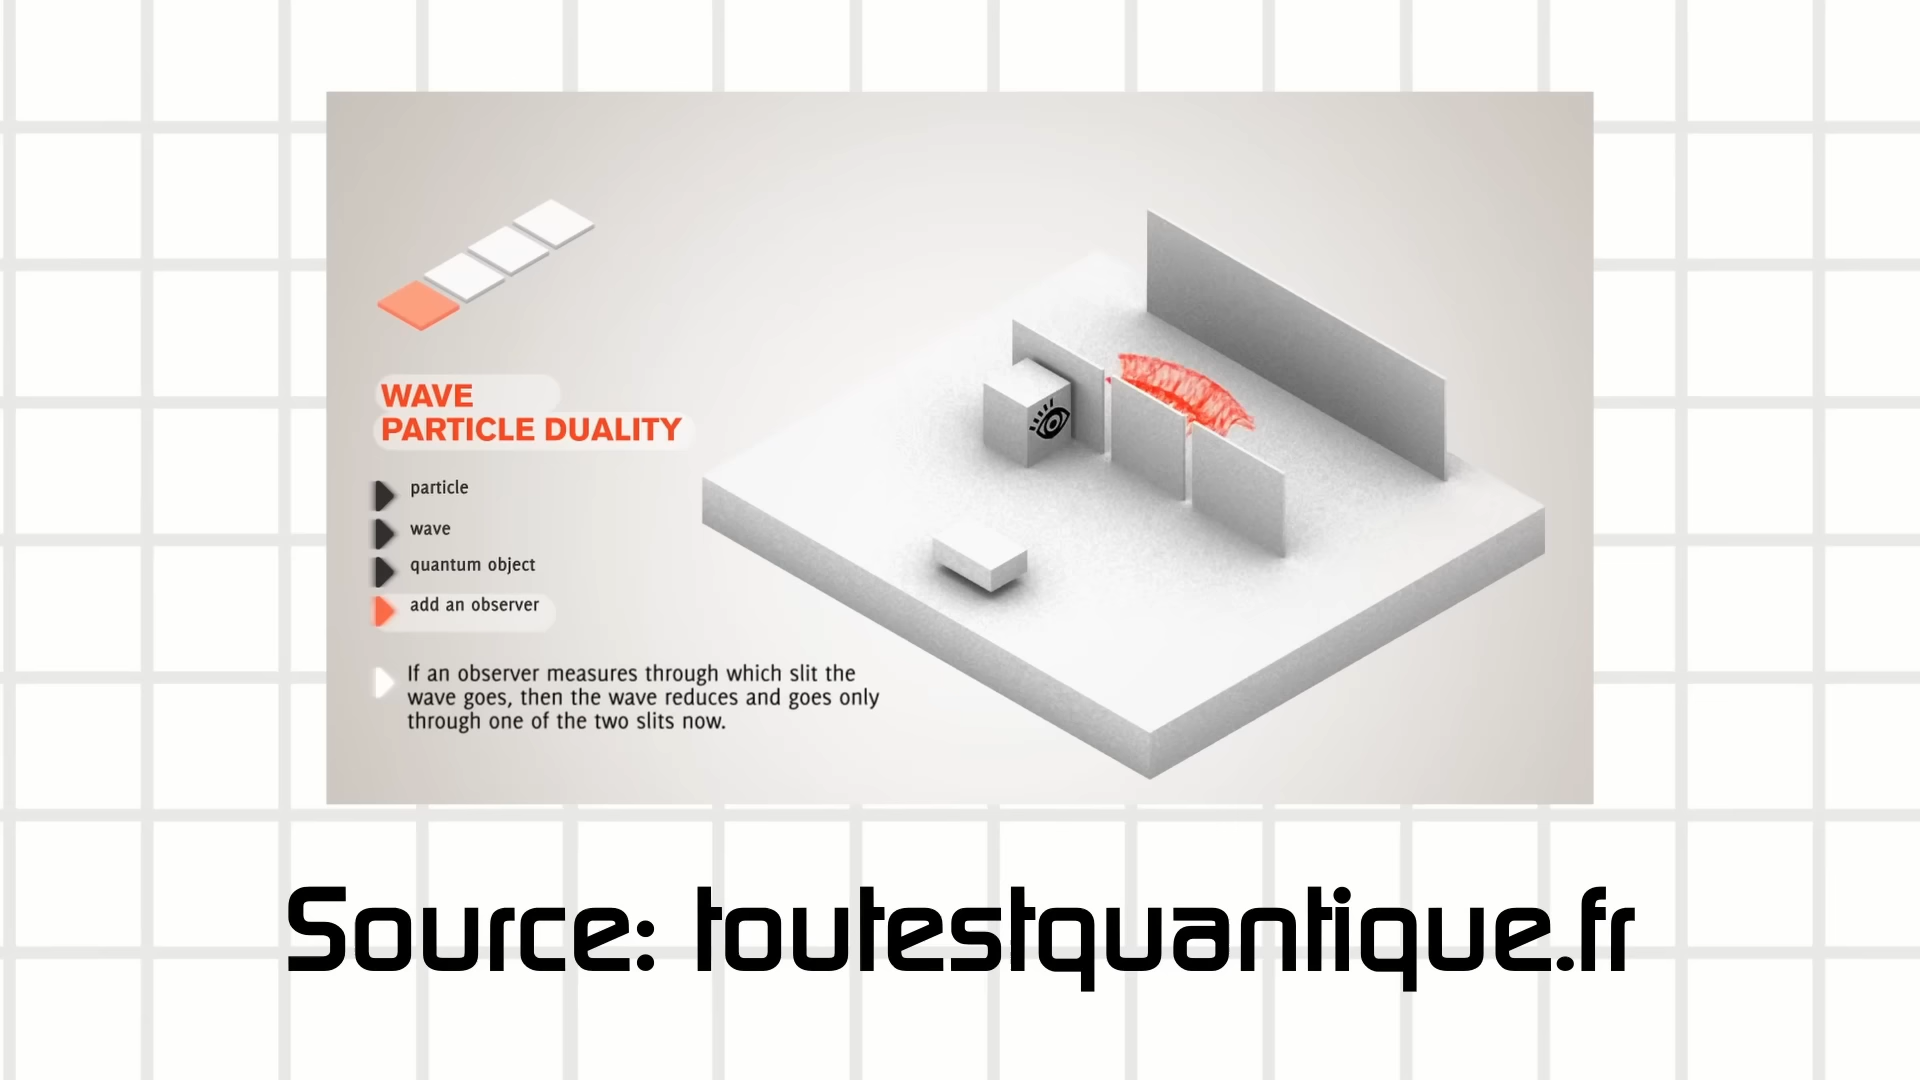 WAVE
PARTICLE DUALITY
particle
wave
quantum object
add an observer
If an observer measures through which slit the
wave goes, then the wave reduces and goes only
through one of the two slits now.
Source: toutestquantique.fr